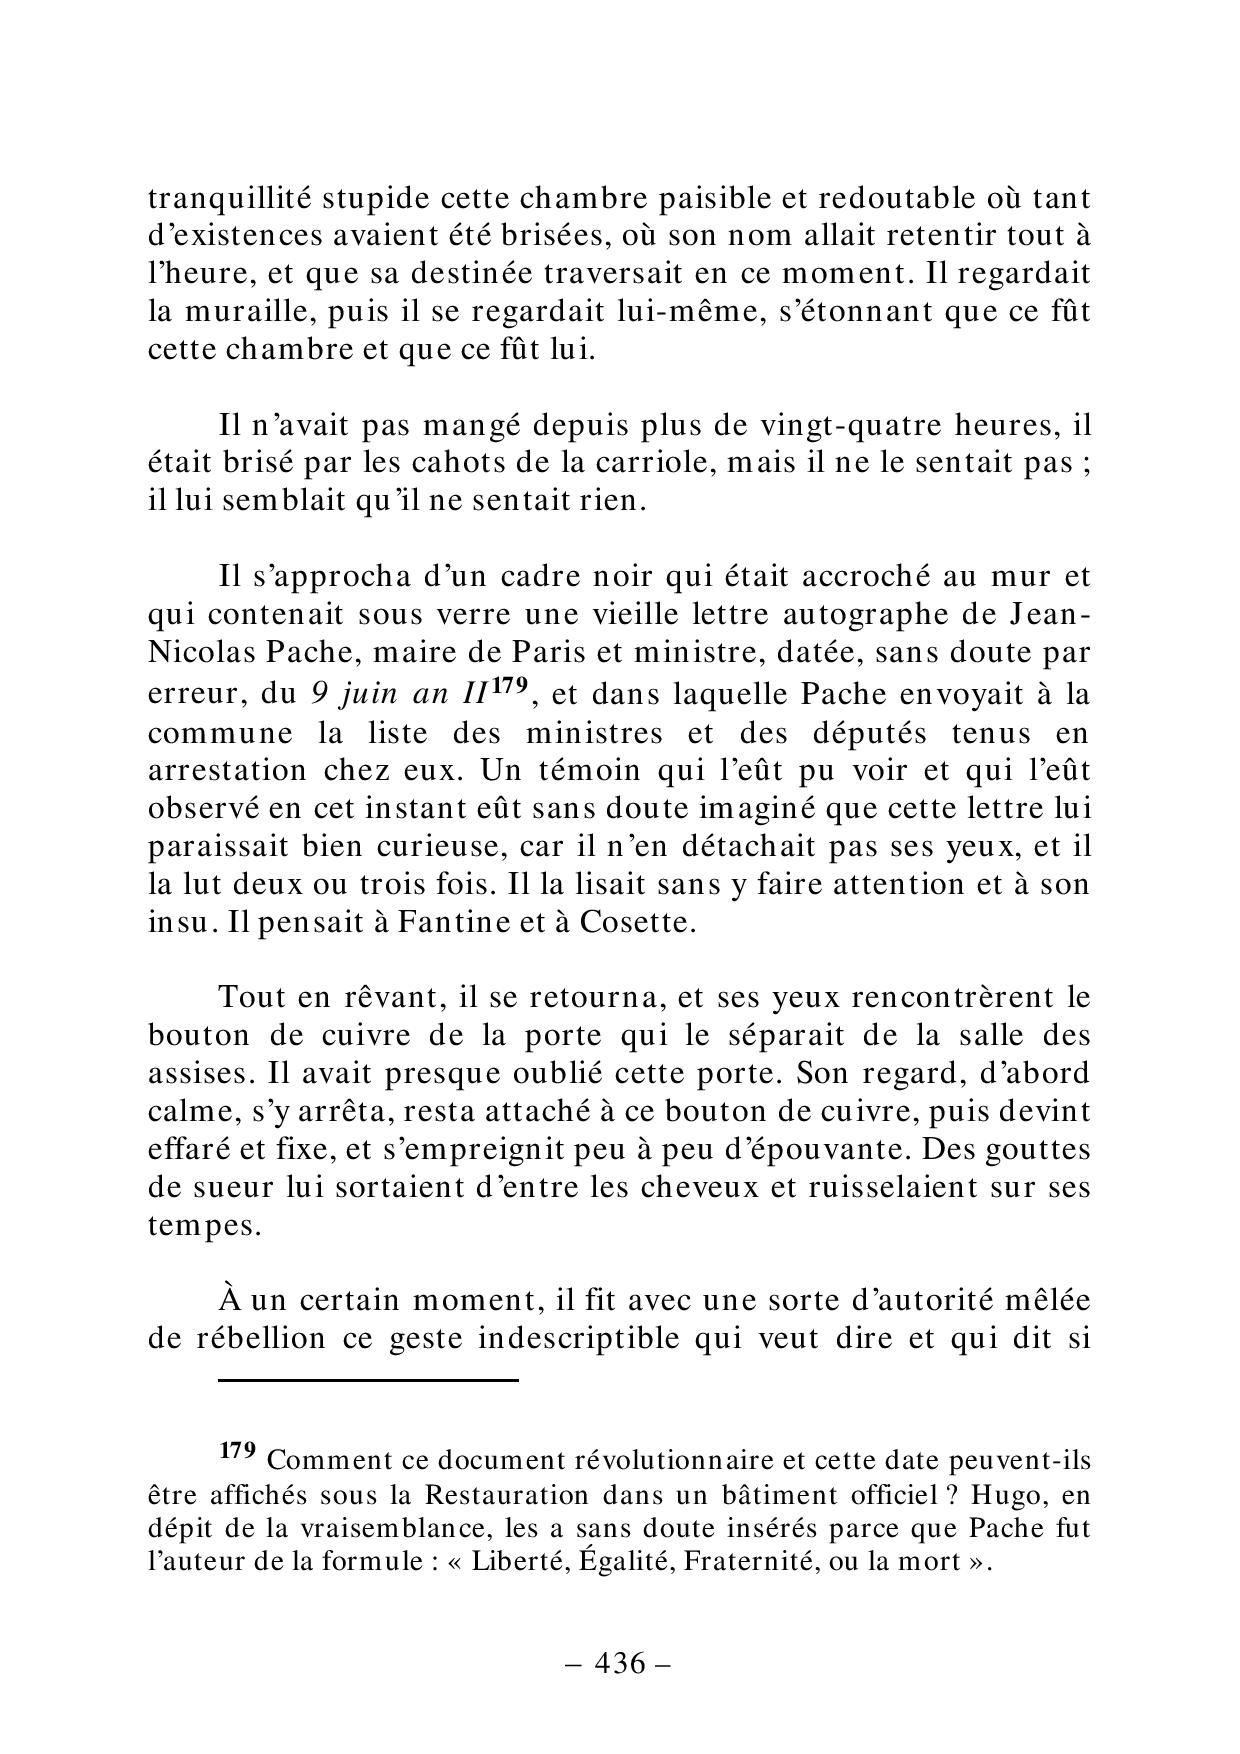 tranquillité stupide cette chambre paisible et redoutable où tant
d’existences avaient été brisées, où son nom allait retentir tout à
l’heure, et que sa destinée traversait en ce moment. Il regardait
la muraille, puis il se regardait lui-même, s’étonnant que ce fût
cette chambre et que ce fût lui.
Il n’avait pas mangé depuis plus de vingt-quatre heures, il
était brisé par les cahots de la carriole, mais il ne le sentait pas ;
il lui semblait qu’il ne sentait rien.
Il s’approcha d’un cadre noir qui était accroché au mur et
qui contenait sous verre une vieille lettre autographe de Jean-
Nicolas Pache, maire de Paris et ministre, datée, sans doute par
erreur, du 9 juin an II179, et dans laquelle Pache envoyait à la
commune la liste des ministres et des députés tenus en
arrestation chez eux. Un témoin qui l’eût pu voir et qui l’eût
observé en cet instant eût sans doute imaginé que cette lettre lui
paraissait bien curieuse, car il n’en détachait pas ses yeux, et il
la lut deux ou trois fois. Il la lisait sans y faire attention et à son
insu. Il pensait à Fantine et à Cosette.
Tout en rêvant, il se retourna, et ses yeux rencontrèrent le
bouton de cuivre de la porte qui le séparait de la salle des
assises. Il avait presque oublié cette porte. Son regard, d’abord
calme, s’y arrêta, resta attaché à ce bouton de cuivre, puis devint
effaré et fixe, et s’empreignit peu à peu d’épouvante. Des gouttes
de sueur lui sortaient d’entre les cheveux et ruisselaient sur ses
tempes.
À un certain moment, il fit avec une sorte d’autorité mêlée
de rébellion ce geste indescriptible qui veut dire et qui dit si
179 Comment ce document révolutionnaire et cette date peuvent-ils
être affichés sous la Restauration dans un bâtiment officiel ? Hugo, en
dépit de la vraisemblance, les a sans doute insérés parce que Pache fut
l’auteur de la formule : « Liberté, Égalité, Fraternité, ou la mort ».
– 436 –